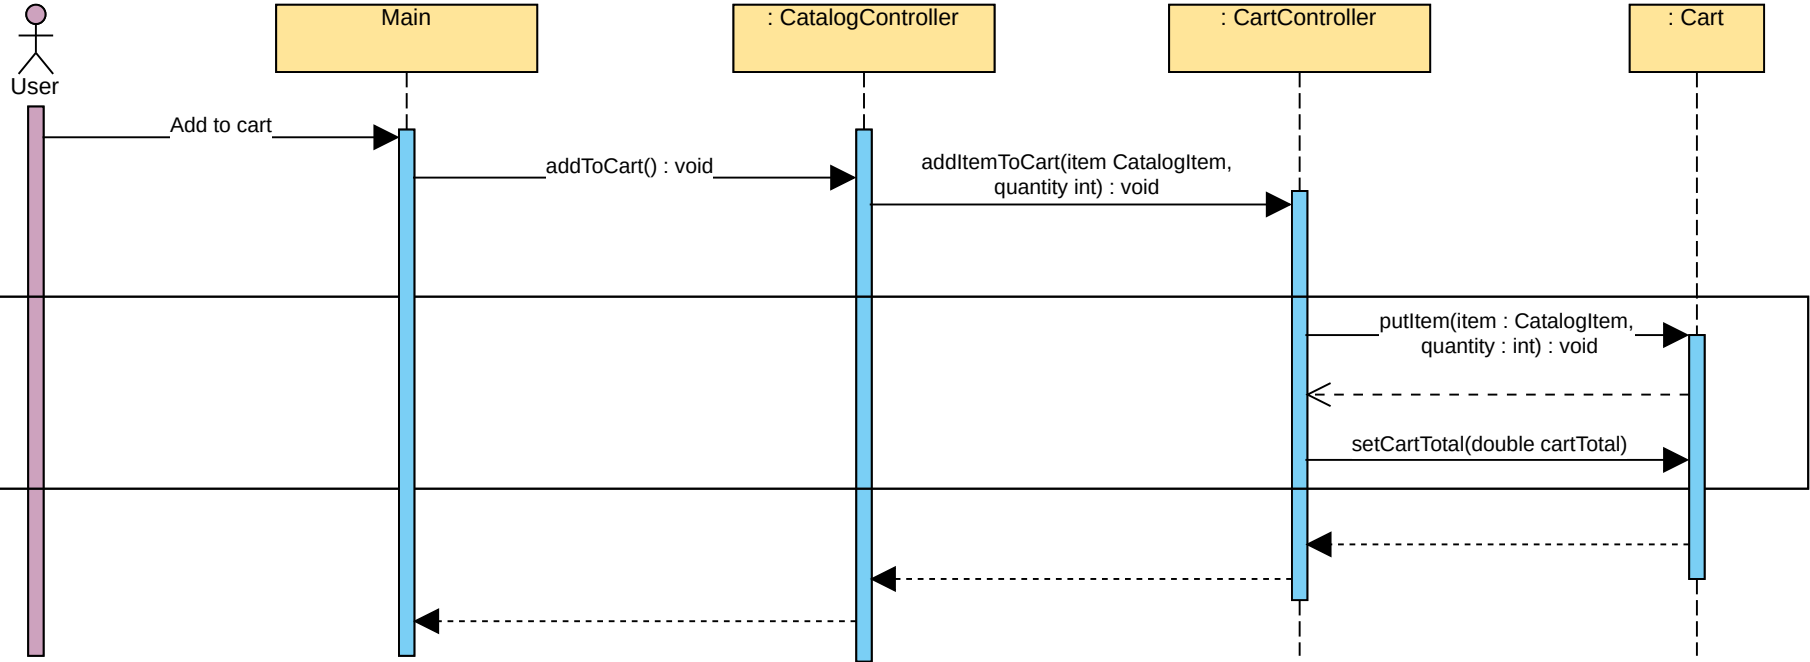 Main
: CatalogController
: CartController
: Cart
User
Add to cart
addToCart() : void
addItemToCart(item CatalogItem,
quantity int) : void
putItem(item : CatalogItem,
quantity : int) : void
setCartTotal(double cartTotal)